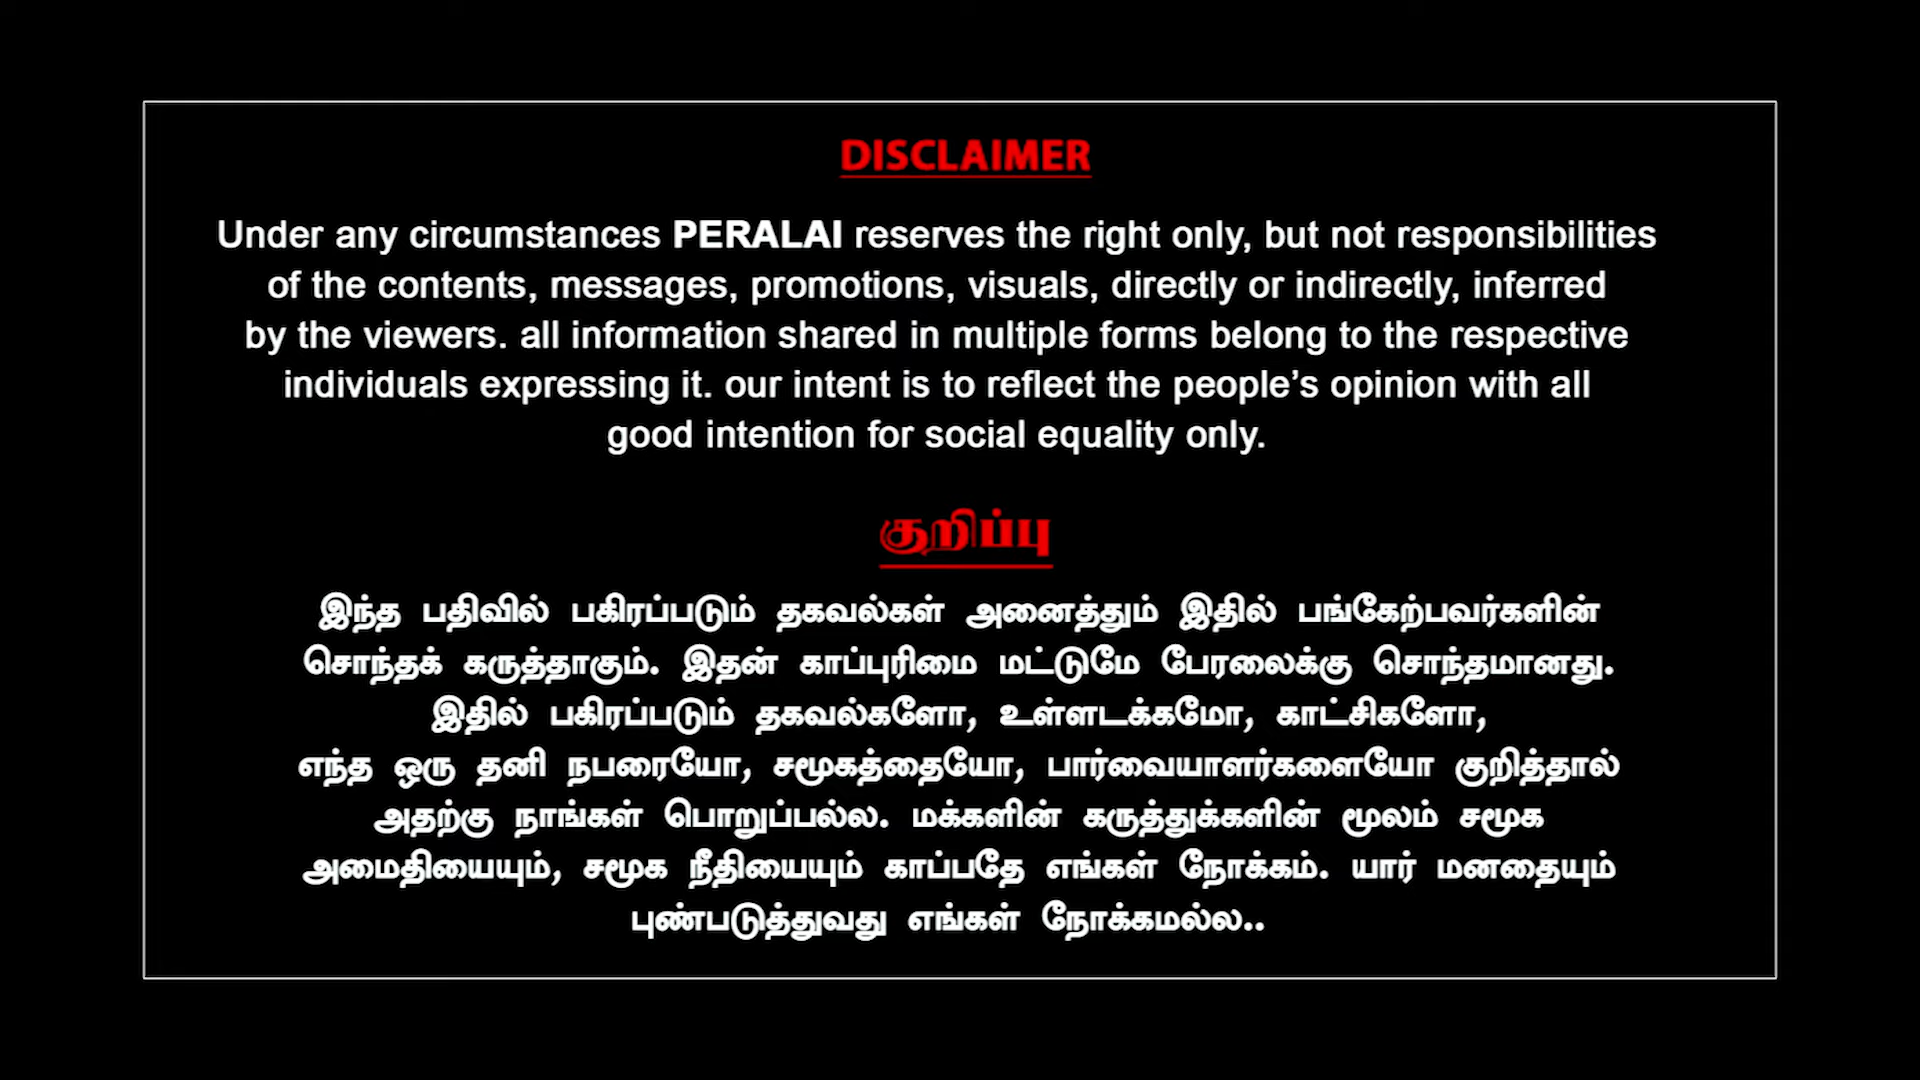 DISCLAIMER
Under any circumstances PERALAI reserves the right only, but not responsibilities
of the contents, messages, promotions, visuals, directly or indirectly, inferred
by the viewers. all information shared in multiple forms belong to the respective
individuals expressing it. our intent is to reflect the people’s opinion with all
good intention for social equality only.
குறிப்பு
இந்த பதிவில் பகிரப்படும் தகவல்கள் அனைத்தும் இதில் பங்கேற்பவர்களின்
சொந்தக் கருத்தாகும். இதன் காப்புரிமை மட்டுமே பேரலைக்கு சொந்தமானது.
இதில் பகிரப்படும் தகவல்களோ, உள்ளடக்கமோ, காட்சிகளோ,
எந்த ஒரு தனி நபரையோ, சமூகத்தையோ, பார்வையாளர்களையோ குறித்தால்
அதற்கு நாங்கள் பொறுப்பல்ல. மக்களின் கருத்துக்களின் மூலம் சமூக
அமைதியையும், சமூக நீதியையும் காப்பதே எங்கள் நோக்கம். யார் மனதையும்
புண்படுத்துவது எங்கள் நோக்கமல்ல..